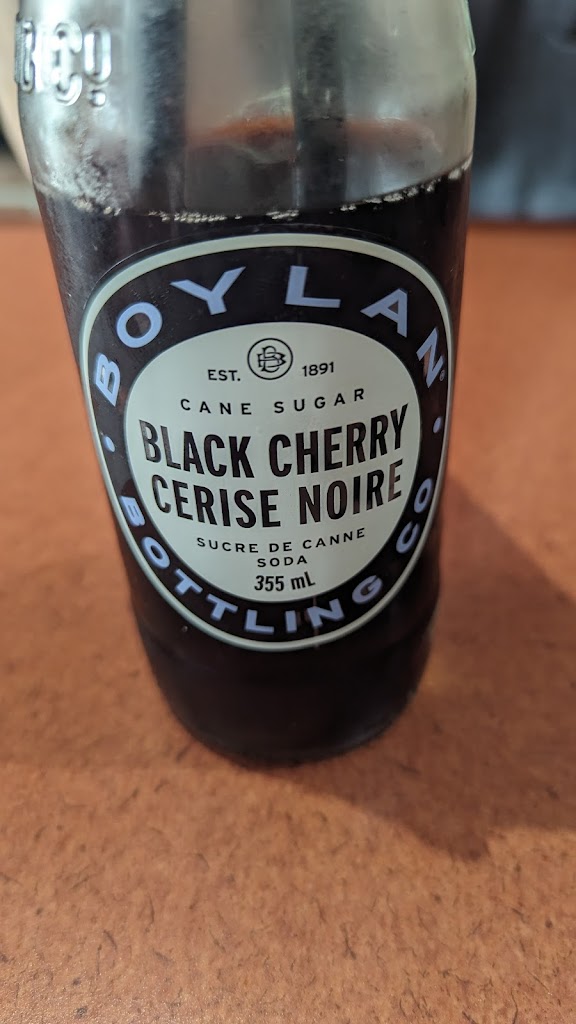 BOYLAN
EST. 1891
CANE SUGAR
BLACK CHERRY
CERISE NOIRE
SUCRE DE CANNE
SODA
355 mL
BOTTLING CO